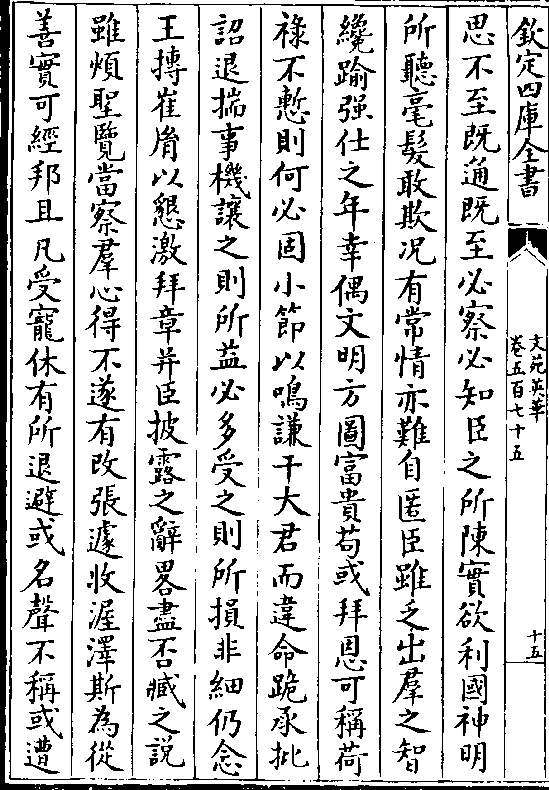 欽定四庫全書
文苑英華
卷五百七十五
十五
思不至既通既至必察必知臣之所陳實欲利國神明
所聽毫髮敢欺况有常情亦難自匿臣雖乏出羣之智
纔踰强仕之年幸偶文明方圖富貴苟或拜恩可稱荷
祿不慙則何必固小節以鳴謙干大君而違命跪承批
詔退揣事機讓之則所益必多受之則所損非細仍念
王摶崔胤以懇激拜章并臣披露之辭畧盡否臧之說
雖煩聖覽當察羣心得不遂有改張遽收渥澤斯為從
善實可經邦且凡受寵休有所退避或名聲不稱或遭